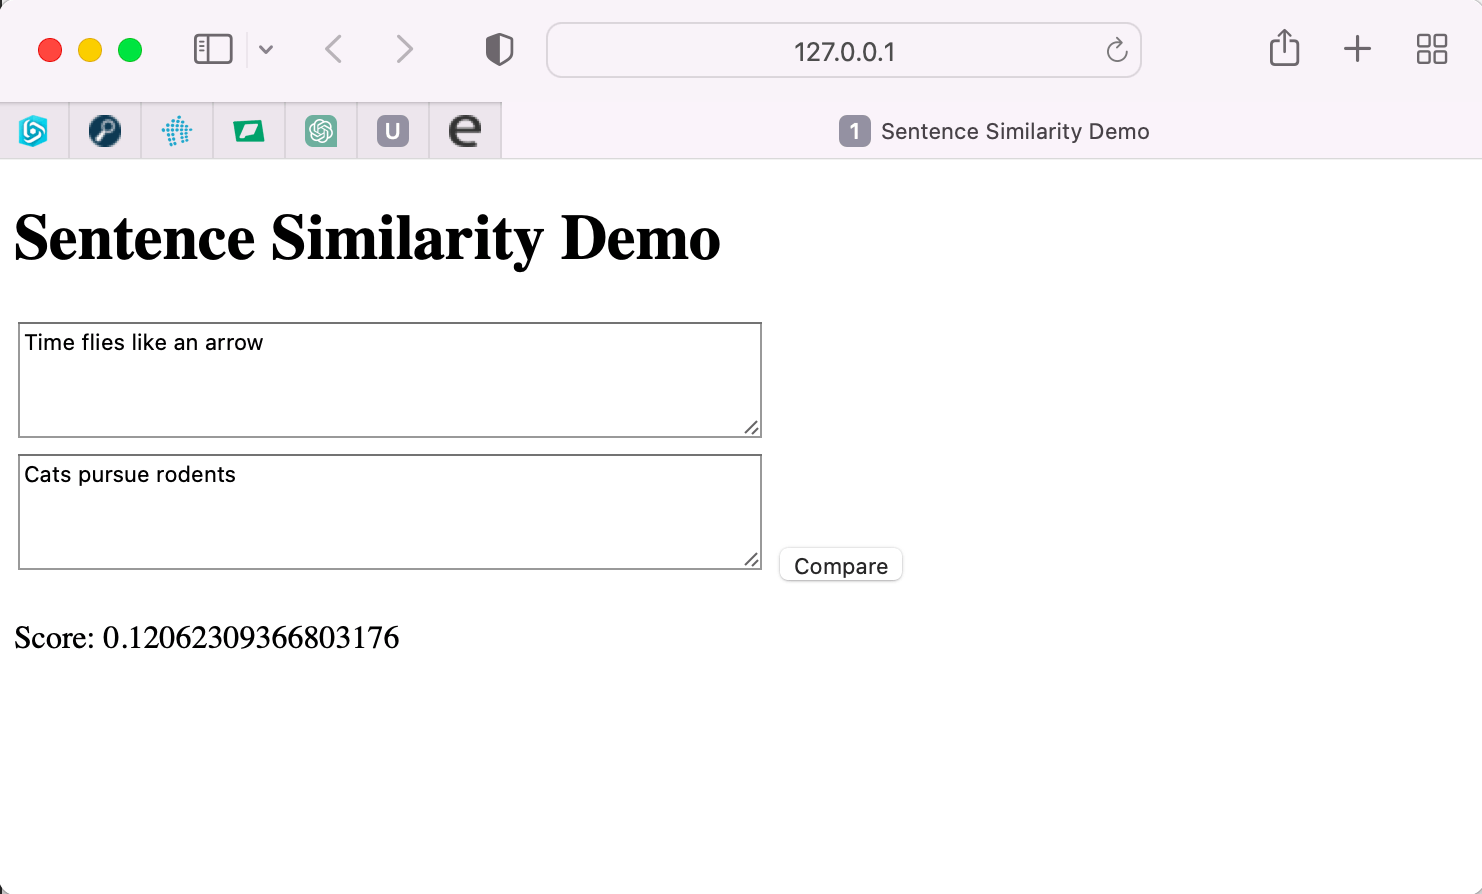 127.0.0.1
U
1 Sentence Similarity Demo
Sentence Similarity Demo
Time flies like an arrow
Cats pursue rodents
Compare
Score: 0.12062309366803176